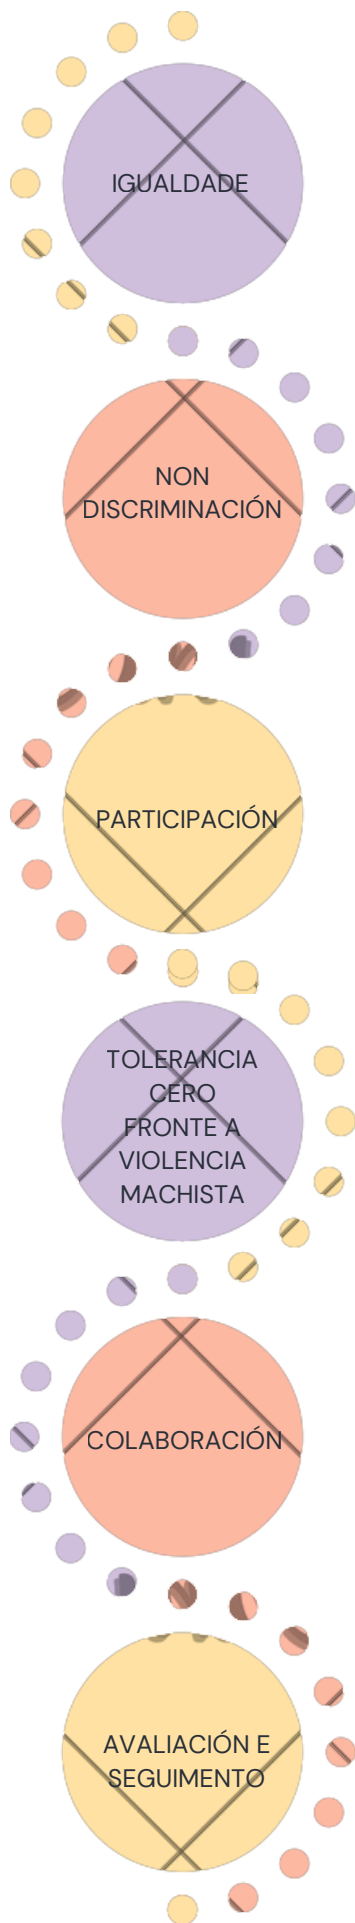 IGUALDADE
NON
DISCRIMINACIÓN
PARTICIPACIÓN
TOLERANCIA
CERO
FRONTE A
VIOLENCIA
MACHISTA
COLABORACIÓN
AVALIACIÓN E
SEGUIMENTO